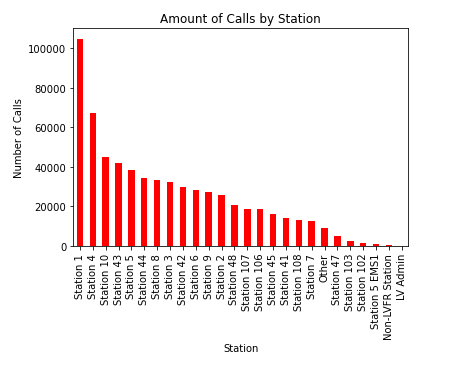 Amount of Calls by Station
Number of Calls
100000
80000
60000
40000
20000
0
Station 1
Station 4
Station 10
Station 43
Station 5
Station 44
Station 8
Station 3
Station 42
Station 6
Station 9
Station 2
Station 48
Station 107
Station 106
Station 45
Station 41
Station 108
Station 7
Other
Station 47
Station 103
Station 102
Station 5 EMS1
Non-LVFR Station
LV Admin
Station